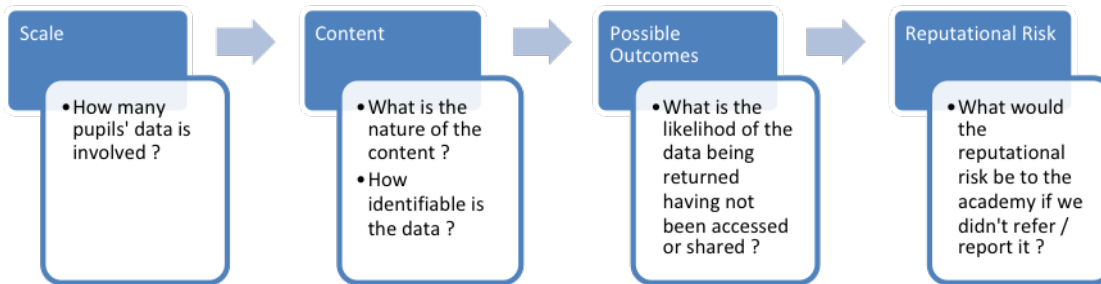 Scale
•How many
pupils' data is
involved ?
Content
•What is the
nature of the
content ?
•How
identifiable is
the data ?
Possible
Outcomes
•What is the
likelihod of the
data being
returned
having not
been accessed
or shared ?
Reputational Risk
•What would
the
reputational
risk be to the
academy if we
didn't refer /
report it ?